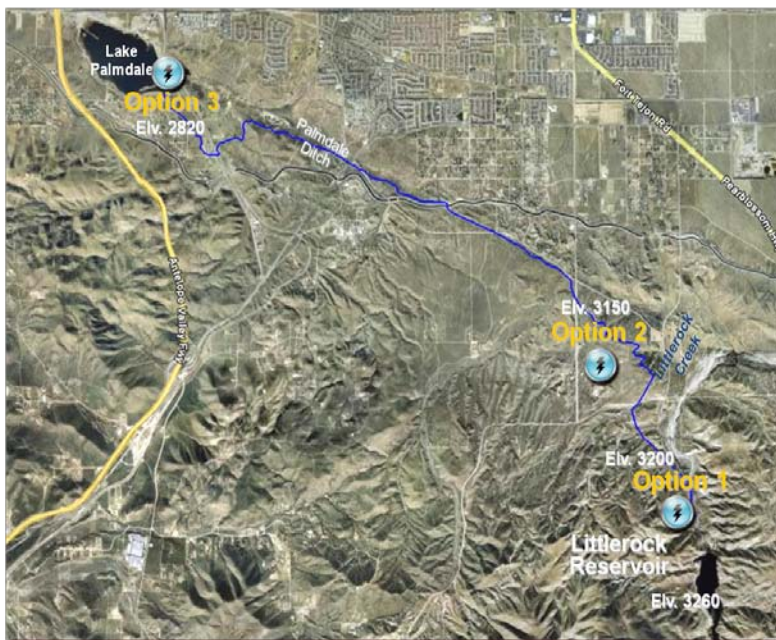 Lake
Palmdale
Option 3
Elv. 2820
Palmdale
Ditch
Fort Tejon Rd
Pearblossom
Antelope Valley Fwy
Elv. 3150
Option 2
Littlerock
Creek
Elv. 3200
Option 1
Littlerock
Reservoir
Elv. 3260